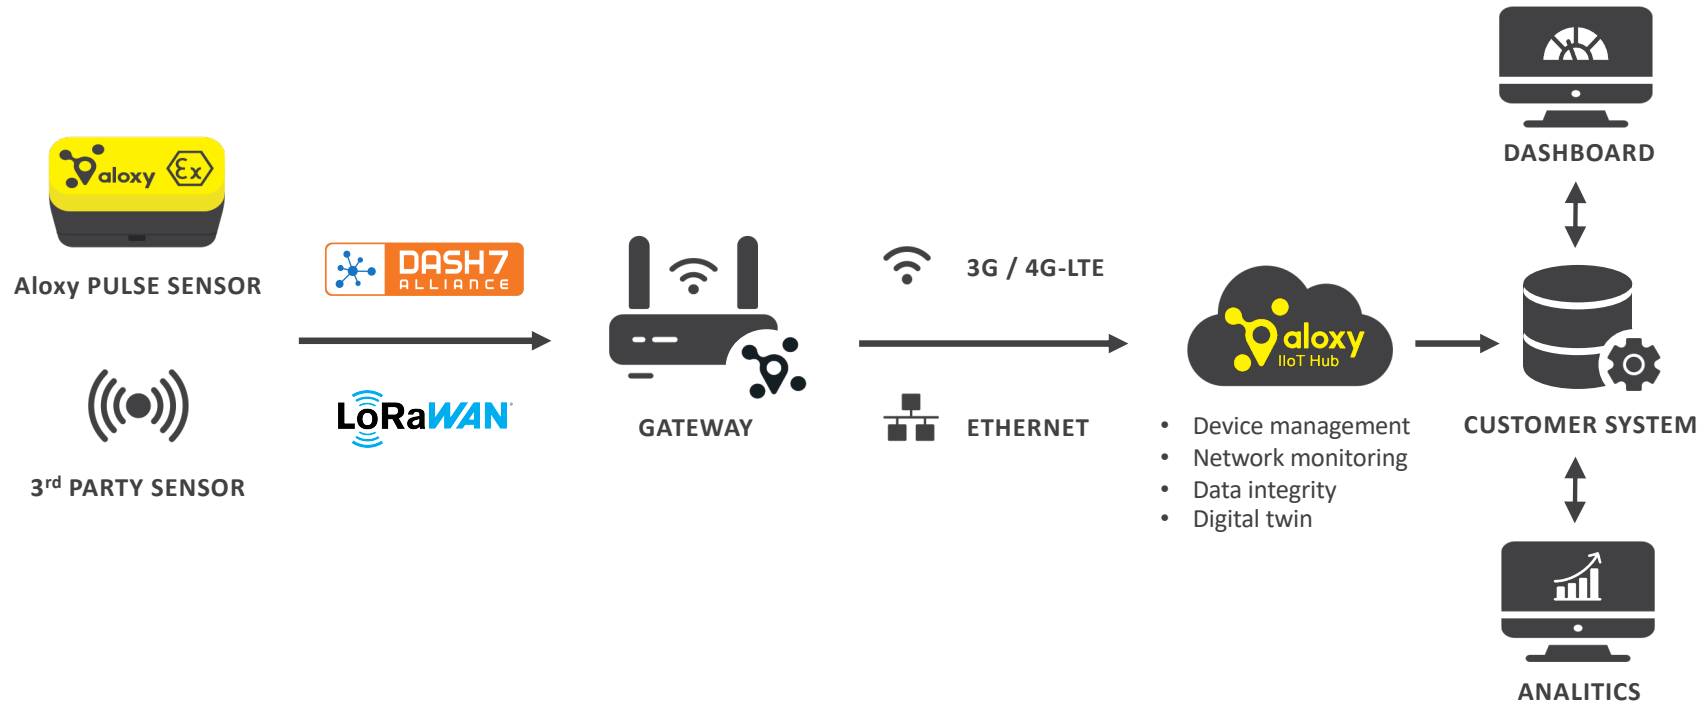 aloxy
Ex
Aloxy PULSE SENSOR
3rd PARTY SENSOR
DASH7
ALLIANCE
LoRaWAN
GATEWAY
3G / 4G-LTE
ETHERNET
aloxy
IIoT Hub
• Device management
• Network monitoring
• Data integrity
• Digital twin
DASHBOARD
CUSTOMER SYSTEM
ANALITICS